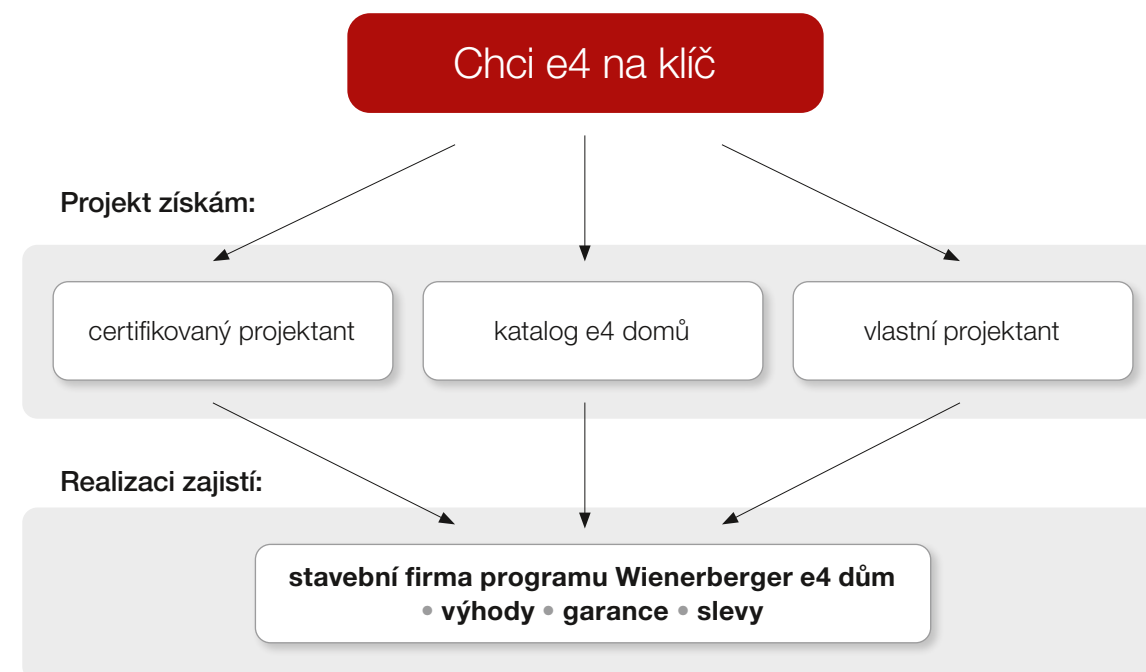 Chci e4 na klíč
Projekt získám:
certifikovaný projektant
katalog e4 domů
vlastní projektant
Realizaci zajistí:
stavební firma programu Wienerberger e4 dům
• výhody • garance • slevy